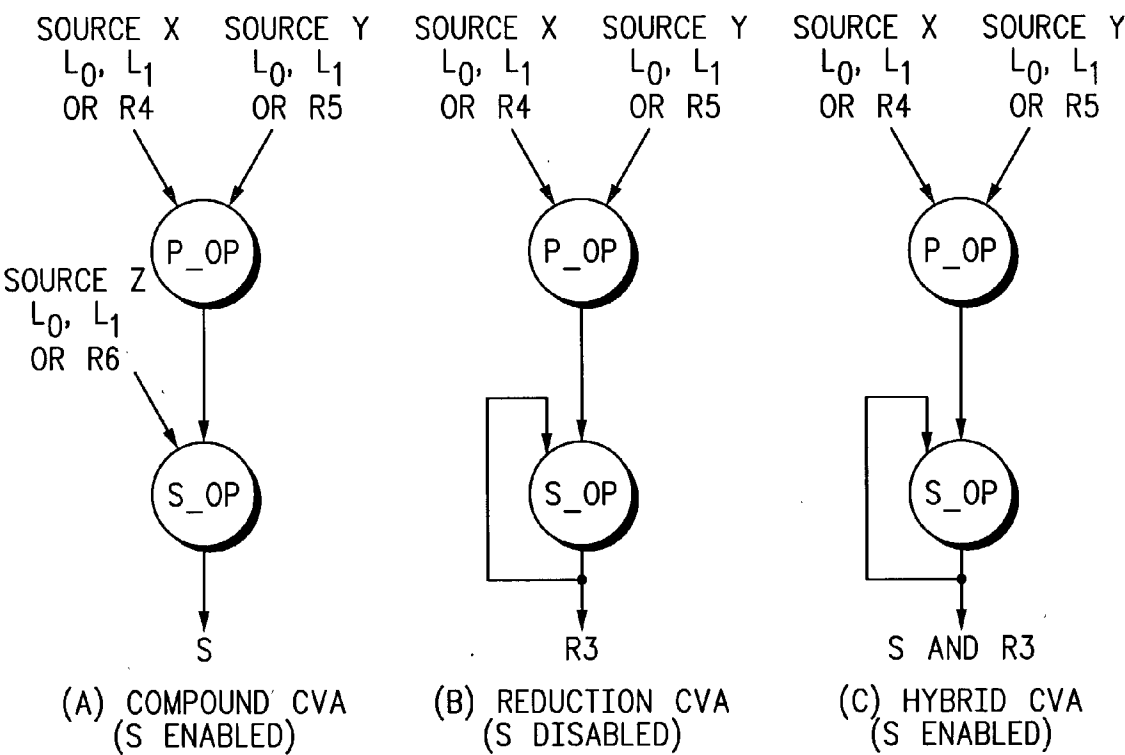 SOURCE X
L0, L1
OR R4
SOURCE Y
L0, L1
OR R5
P_OP
SOURCE Z
L0, L1
OR R6
S_OP
S
(A) COMPOUND CVA
(S ENABLED)
SOURCE X
L0, L1
OR R4
SOURCE Y
L0, L1
OR R5
P_OP
S_OP
R3
(B) REDUCTION CVA
(S DISABLED)
SOURCE X
L0, L1
OR R4
SOURCE Y
L0, L1
OR R5
P_OP
S_OP
S AND R3
(C) HYBRID CVA
(S ENABLED)